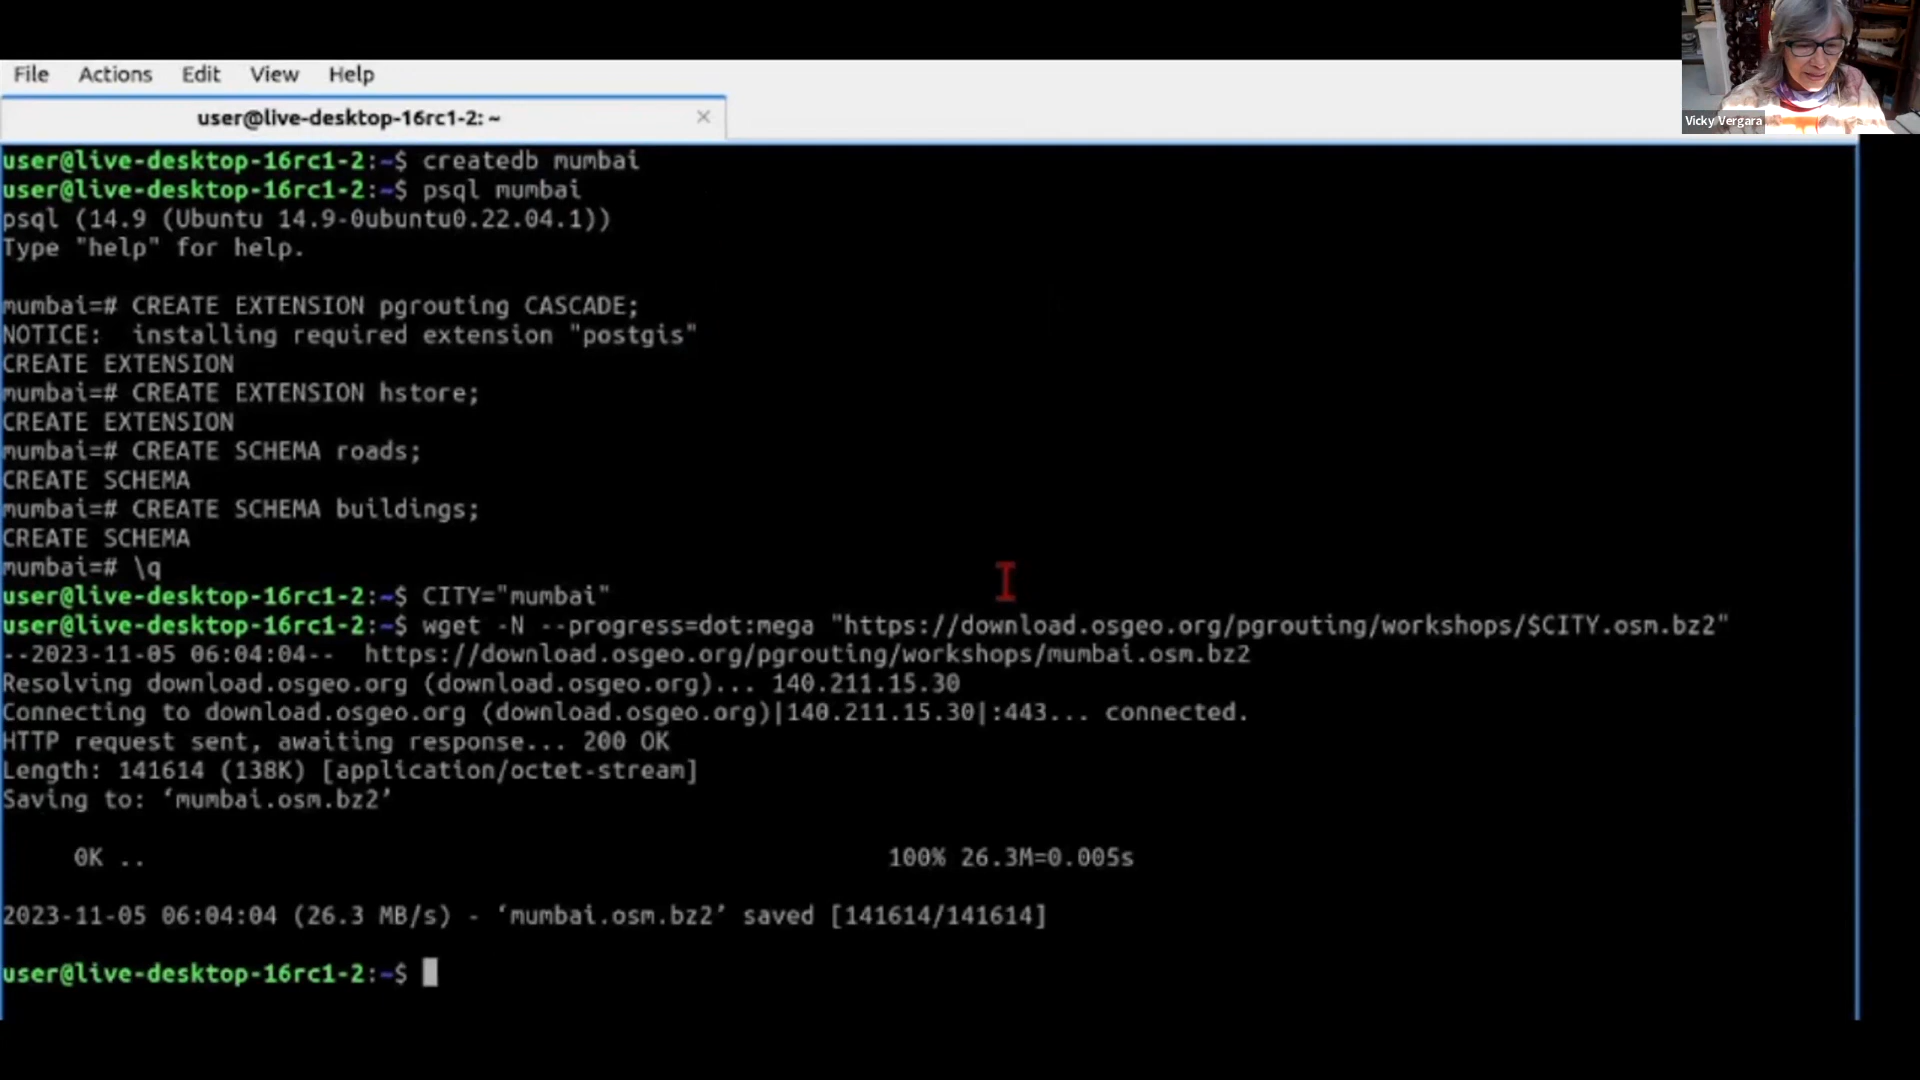 File Actions Edit View Help
Vicky Vergara
user@live-desktop-16rc1-2: ~
user@live-desktop-16rc1-2:~$ createdb mumbai
user@live-desktop-16rc1-2:~$ psql mumbai
psql (14.9 (Ubuntu 14.9-0ubuntu0.22.04.1))
Type "help" for help.
mumbai=# CREATE EXTENSION pgrouting CASCADE;
NOTICE:  installing required extension "postgis"
CREATE EXTENSION
mumbai=# CREATE EXTENSION hstore;
CREATE EXTENSION
mumbai=# CREATE SCHEMA roads;
CREATE SCHEMA
mumbai=# CREATE SCHEMA buildings;
CREATE SCHEMA
mumbai=# \q
user@live-desktop-16rc1-2:~$ CITY="mumbai"
user@live-desktop-16rc1-2:~$ wget -N --progress=dot:mega "https://download.osgeo.org/pgrouting/workshops/$CITY.osm.bz2"
--2023-11-05 06:04:04--  https://download.osgeo.org/pgrouting/workshops/mumbai.osm.bz2
Resolving download.osgeo.org (download.osgeo.org)... 140.211.15.30
Connecting to download.osgeo.org (download.osgeo.org)|140.211.15.30|:443... connected.
HTTP request sent, awaiting response... 200 OK
Length: 141614 (138K) [application/octet-stream]
Saving to: ‘mumbai.osm.bz2’
0K .. 100% 26.3M=0.005s
2023-11-05 06:04:04 (26.3 MB/s) - ‘mumbai.osm.bz2’ saved [141614/141614]
user@live-desktop-16rc1-2:~$